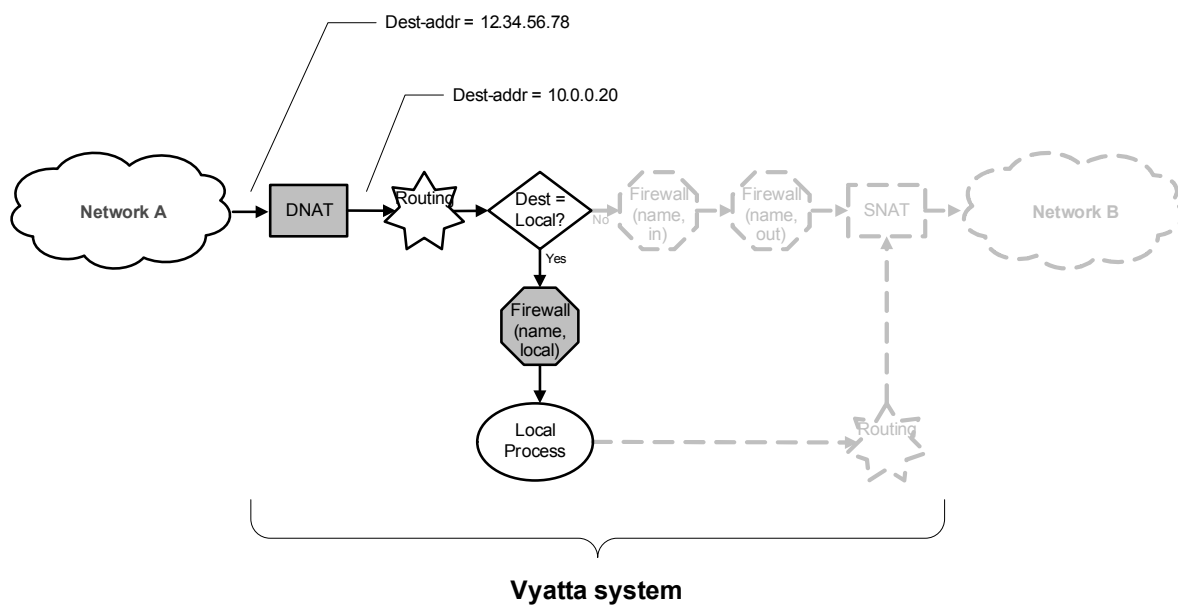 Dest-addr = 12.34.56.78
Dest-addr = 10.0.0.20
Network A
DNAT
Routing
Dest =
Local?
No
Firewall
(name,
in)
Firewall
(name,
out)
SNAT
Network B
Yes
Firewall
(name,
local)
Local
Process
Routing
Vyatta system